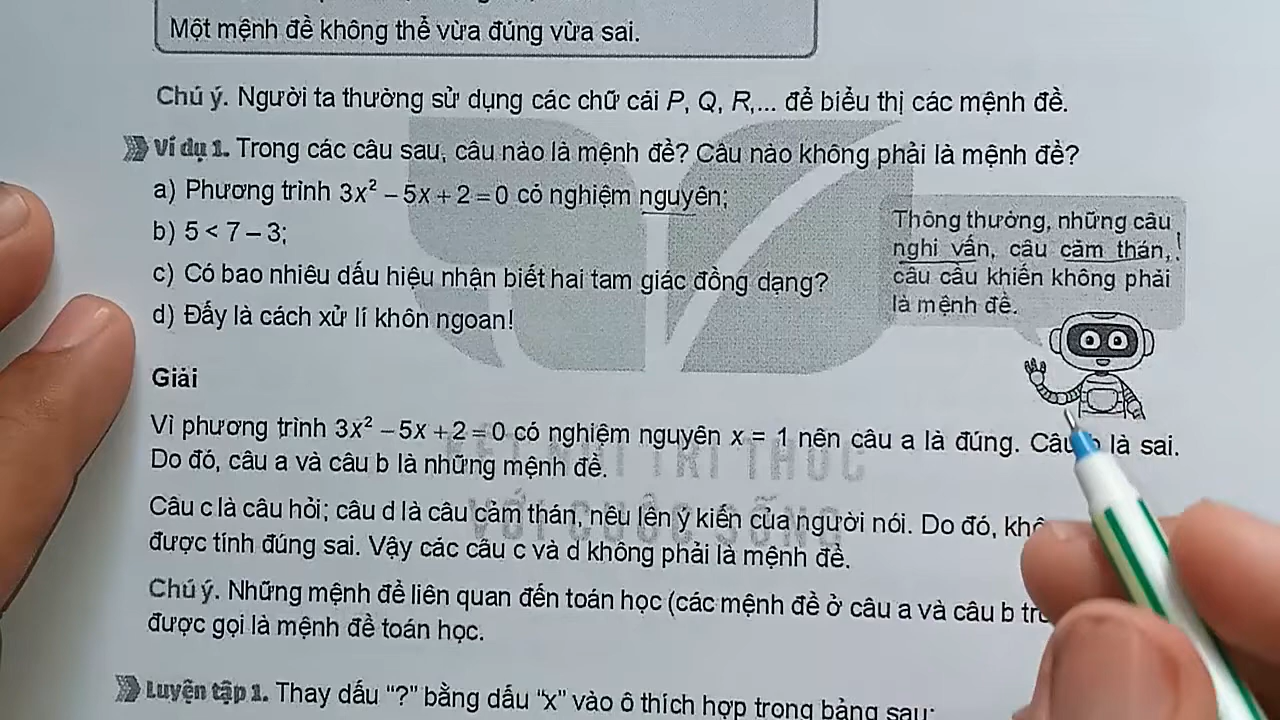 Một mệnh đề không thể vừa đúng vừa sai.
Chú ý. Người ta thường sử dụng các chữ cái P, Q, R,... để biểu thị các mệnh đề.
Ví dụ 1. Trong các câu sau, câu nào là mệnh đề? Câu nào không phải là mệnh đề?
a) Phương trình 3x² – 5x + 2 = 0 có nghiệm nguyên;
b) 5 < 7 – 3;
c) Có bao nhiêu dấu hiệu nhận biết hai tam giác đồng dạng?
d) Đấy là cách xử lí khôn ngoan!
Thông thường, những câu
nghi vấn, câu cảm thán,
câu cầu khiến không phải
là mệnh đề.
Giải
Vì phương trình 3x² – 5x + 2 = 0 có nghiệm nguyên x = 1 nên câu a là đúng. Câu b là sai.
Do đó, câu a và câu b là những mệnh đề.
Câu c là câu hỏi; câu d là câu cảm thán, nêu lên ý kiến của người nói. Do đó,
được tính đúng sai. Vậy các câu c và d không phải là mệnh đề.
Chú ý. Những mệnh đề liên quan đến toán học (các mệnh đề ở câu a và câu b
được gọi là mệnh đề toán học.
Luyện tập 1. Thay dấu "?" bằng dấu "x" vào ô thích hợp trong bảng sau:
KẾT NỐI TRI THỨC
VỚI CUỘC SỐNG